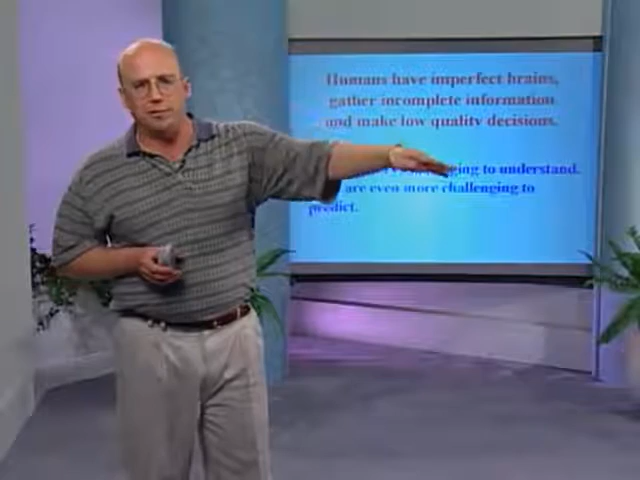 Humans have imperfect brains,
gather incomplete information
and make low quality decisions.
to understand.
are even more challenging to
predict.